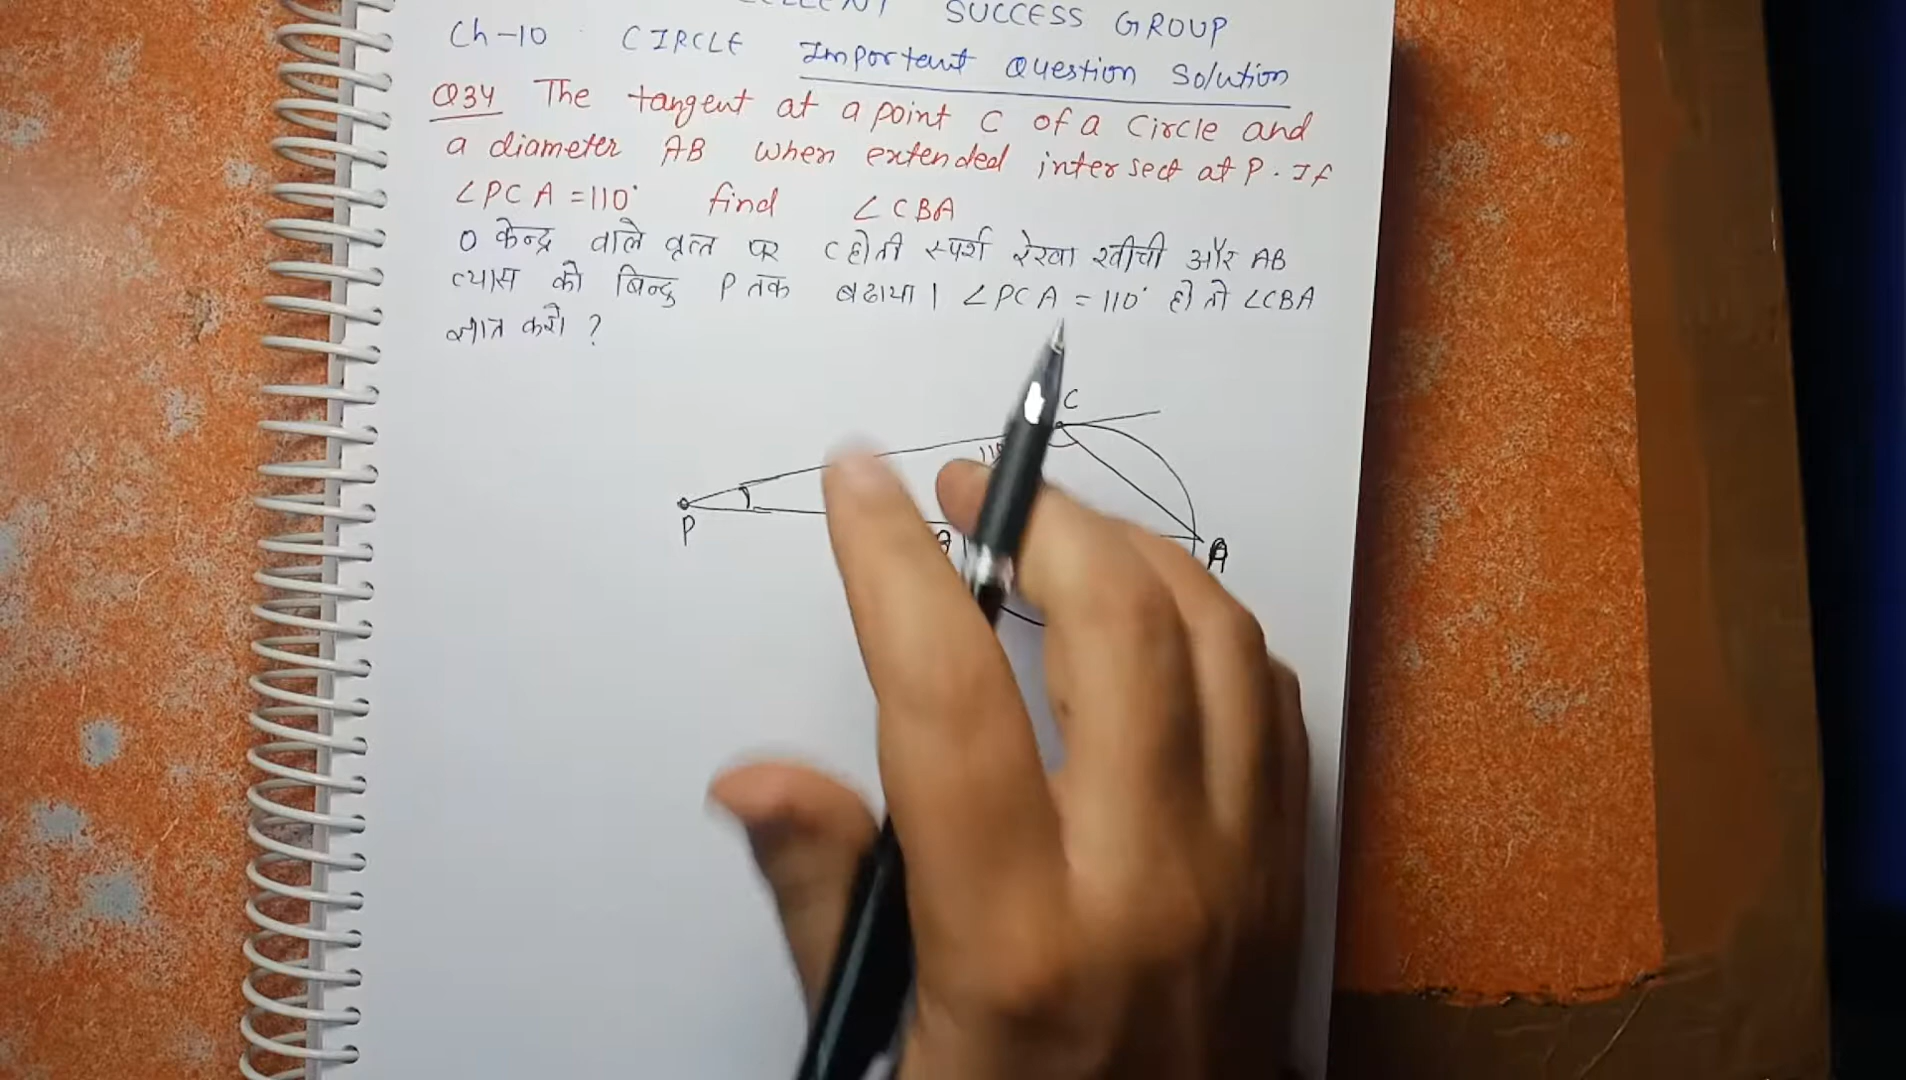 SUCCESS GROUP
Ch-10 CIRCLE Important Question Solution
Q34 The tangent at a point C of a Circle and
a diameter AB when extended intersect at P. If
∠PCA = 110° find ∠CBA
O केन्द्र वाले वृत्त पर C होती स्पर्श रेखा खींची और AB
व्यास को बिन्दु P तक बढाया। ∠PCA = 110° हो तो ∠CBA
ज्ञात करो ?
C
P
A